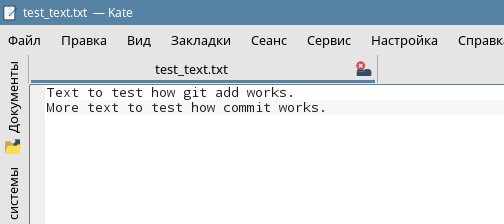 test_text.txt — Kate
Файл Правка Вид Закладки Сеанс Сервис Настройка Справка
test_text.txt
Документы
системы
Text to test how git add works.
More text to test how commit works.